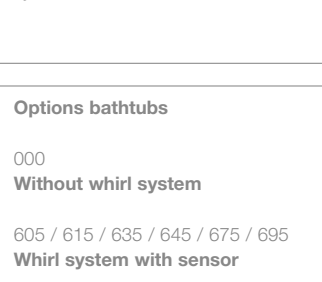 Options bathtubs
000
Without whirl system
605 / 615 / 635 / 645 / 675 / 695
Whirl system with sensor